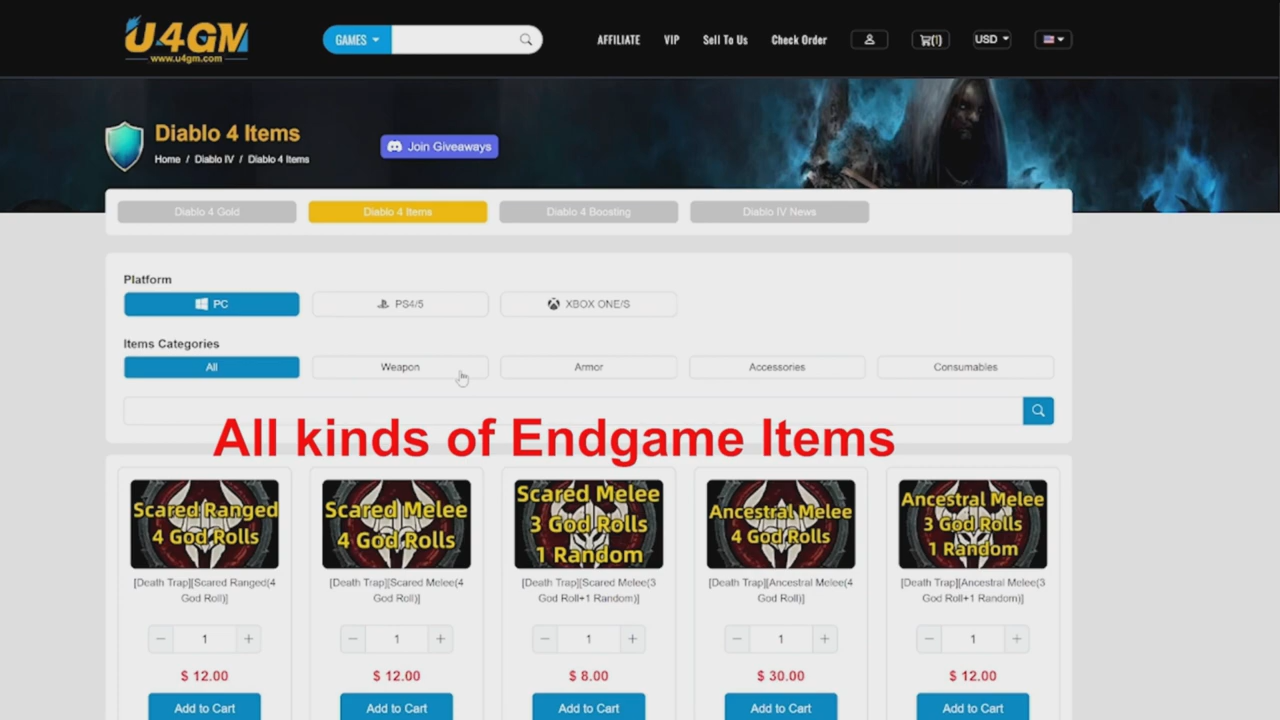 U4GM
www.u4gm.com
GAMES
AFFILIATE
VIP
Sell To Us
Check Order
(1)
USD
Diablo 4 Items
Home / Diablo IV / Diablo 4 Items
Join Giveaways
Diablo 4 Gold
Diablo 4 Items
Diablo 4 Boosting
Diablo IV News
Platform
PC
PS4/5
XBOX ONE/S
Items Categories
All
Weapon
Armor
Accessories
Consumables
All kinds of Endgame Items
Scared Ranged
4 God Rolls
Scared Melee
4 God Rolls
Scared Melee
3 God Rolls
1 Random
Ancestral Melee
4 God Rolls
Ancestral Melee
3 God Rolls
1 Random
[Death Trap][Scared Ranged(4
God Roll)]
[Death Trap][Scared Melee(4
God Roll)]
[Death Trap][Scared Melee(3
God Roll+1 Random)]
[Death Trap][Ancestral Melee(4
God Roll)]
[Death Trap][Ancestral Melee(3
God Roll+1 Random)]
− 1 +
− 1 +
− 1 +
− 1 +
− 1 +
$ 12.00
$ 12.00
$ 8.00
$ 30.00
$ 12.00
Add to Cart
Add to Cart
Add to Cart
Add to Cart
Add to Cart